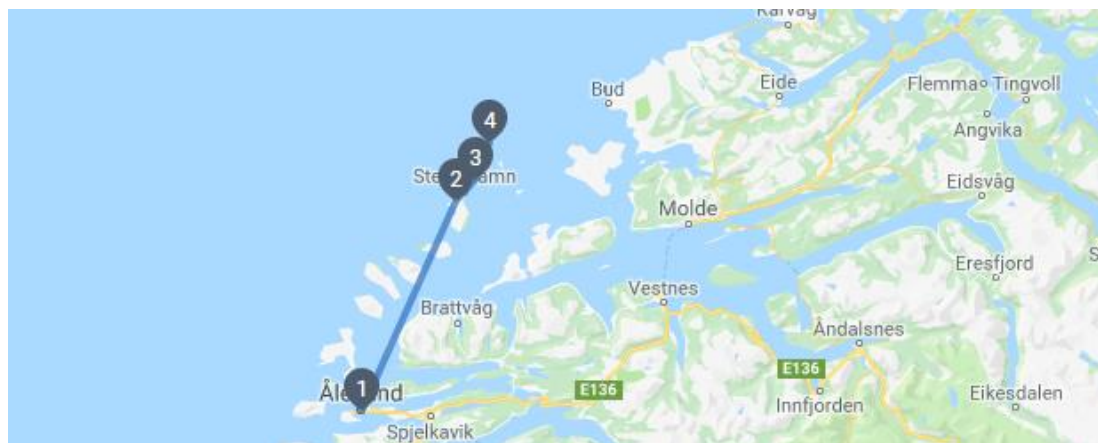 Karvåg
Bud
Eide
Flemma
Tingvoll
Angvika
4
3
2
Eidsvåg
Molde
Eresfjord
S
Vestnes
Brattvåg
Åndalsnes
E136
E136
1
Innfjorden
Eikesdalen
Spjelkavik